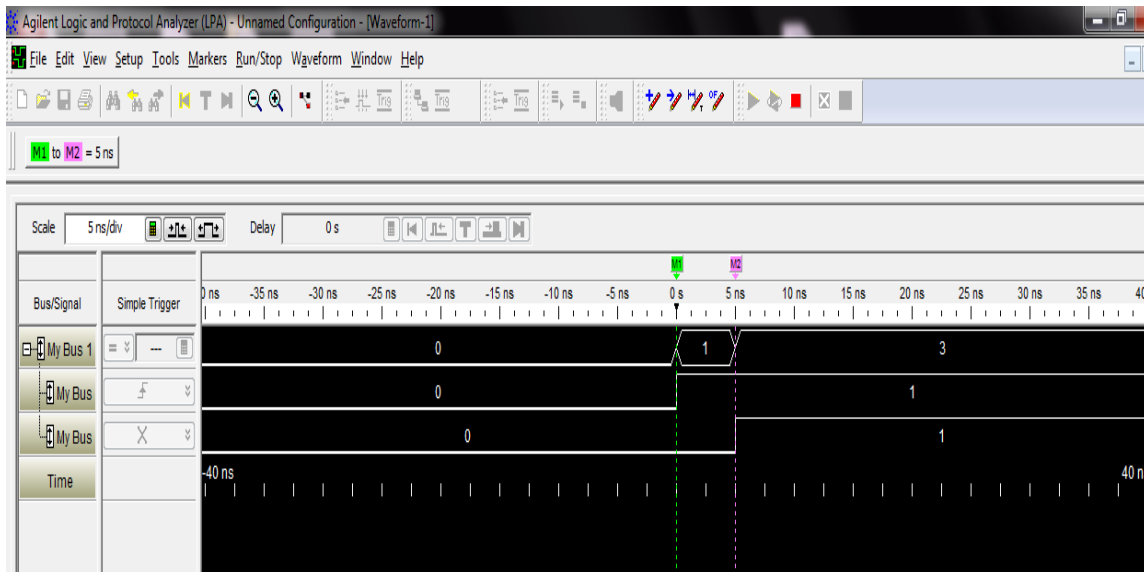 Agilent Logic and Protocol Analyzer (LPA) - Unnamed Configuration - [Waveform-1]
File Edit View Setup Tools Markers Run/Stop Waveform Window Help
M1 to M2 = 5 ns
Scale 5 ns/div Delay 0 s
M1 M2
Bus/Signal Simple Trigger 0 ns -35 ns -30 ns -25 ns -20 ns -15 ns -10 ns -5 ns 0 s 5 ns 10 ns 15 ns 20 ns 25 ns 30 ns 35 ns 40
My Bus 1 = --- 0 1 3
My Bus 0 1
My Bus X 0 1
Time -40 ns 40 n